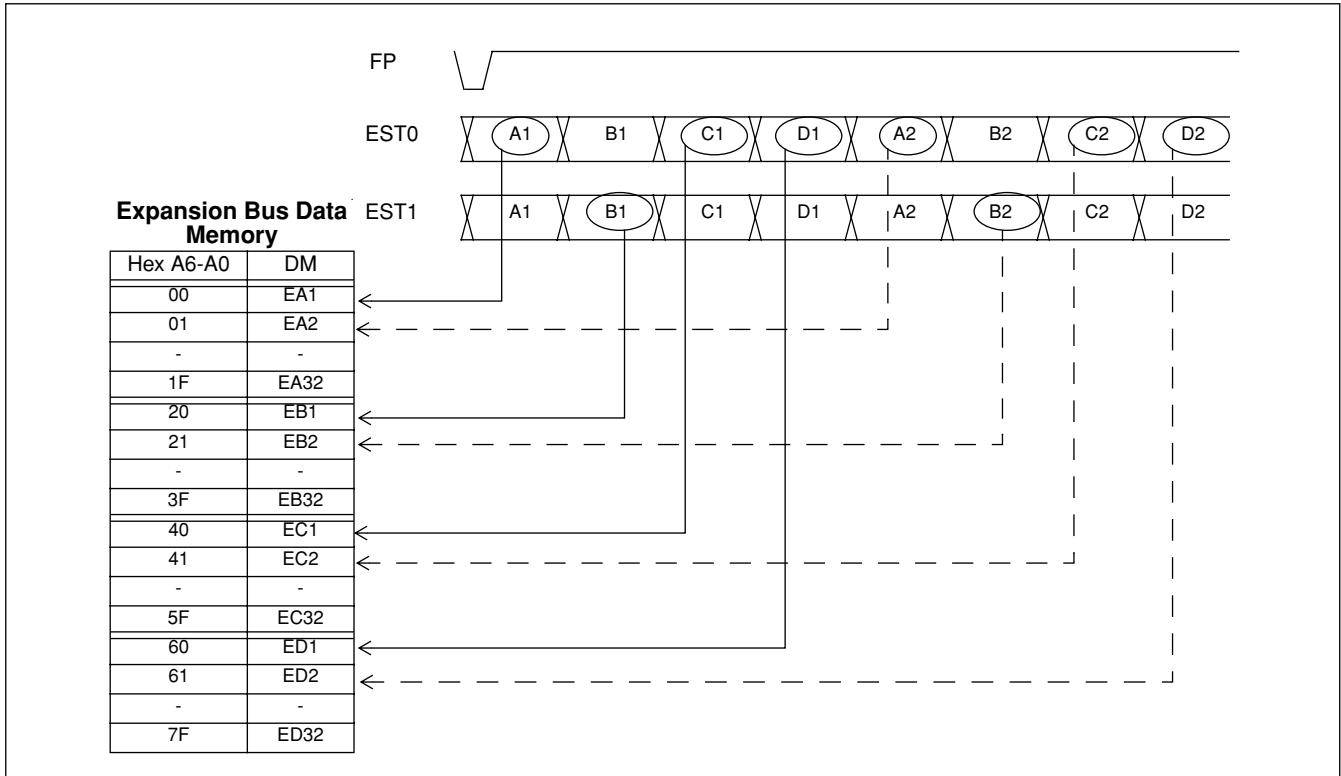 FP
EST0 A1 B1 C1 D1 A2 B2 C2 D2
EST1 A1 B1 C1 D1 A2 B2 C2 D2
Expansion Bus Data
Memory
Hex A6-A0 DM
00 EA1
01 EA2
- -
1F EA32
20 EB1
21 EB2
- -
3F EB32
40 EC1
41 EC2
- -
5F EC32
60 ED1
61 ED2
- -
7F ED32